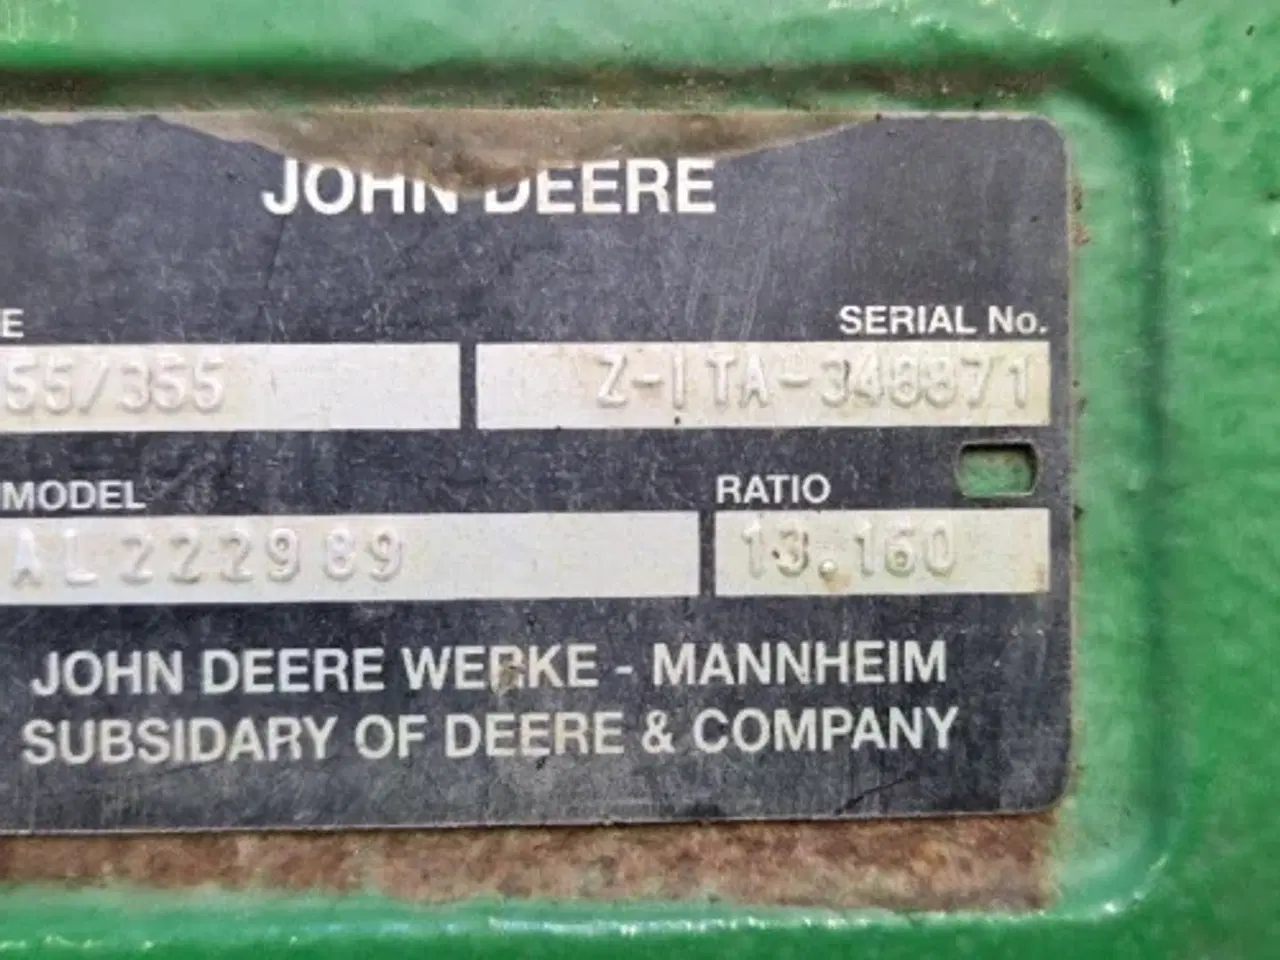 JOHN DEERE
E SERIAL No.
55/355 Z-1TA-348871
MODEL RATIO
AL222989 13.160
JOHN DEERE WERKE - MANNHEIM
SUBSIDARY OF DEERE & COMPANY